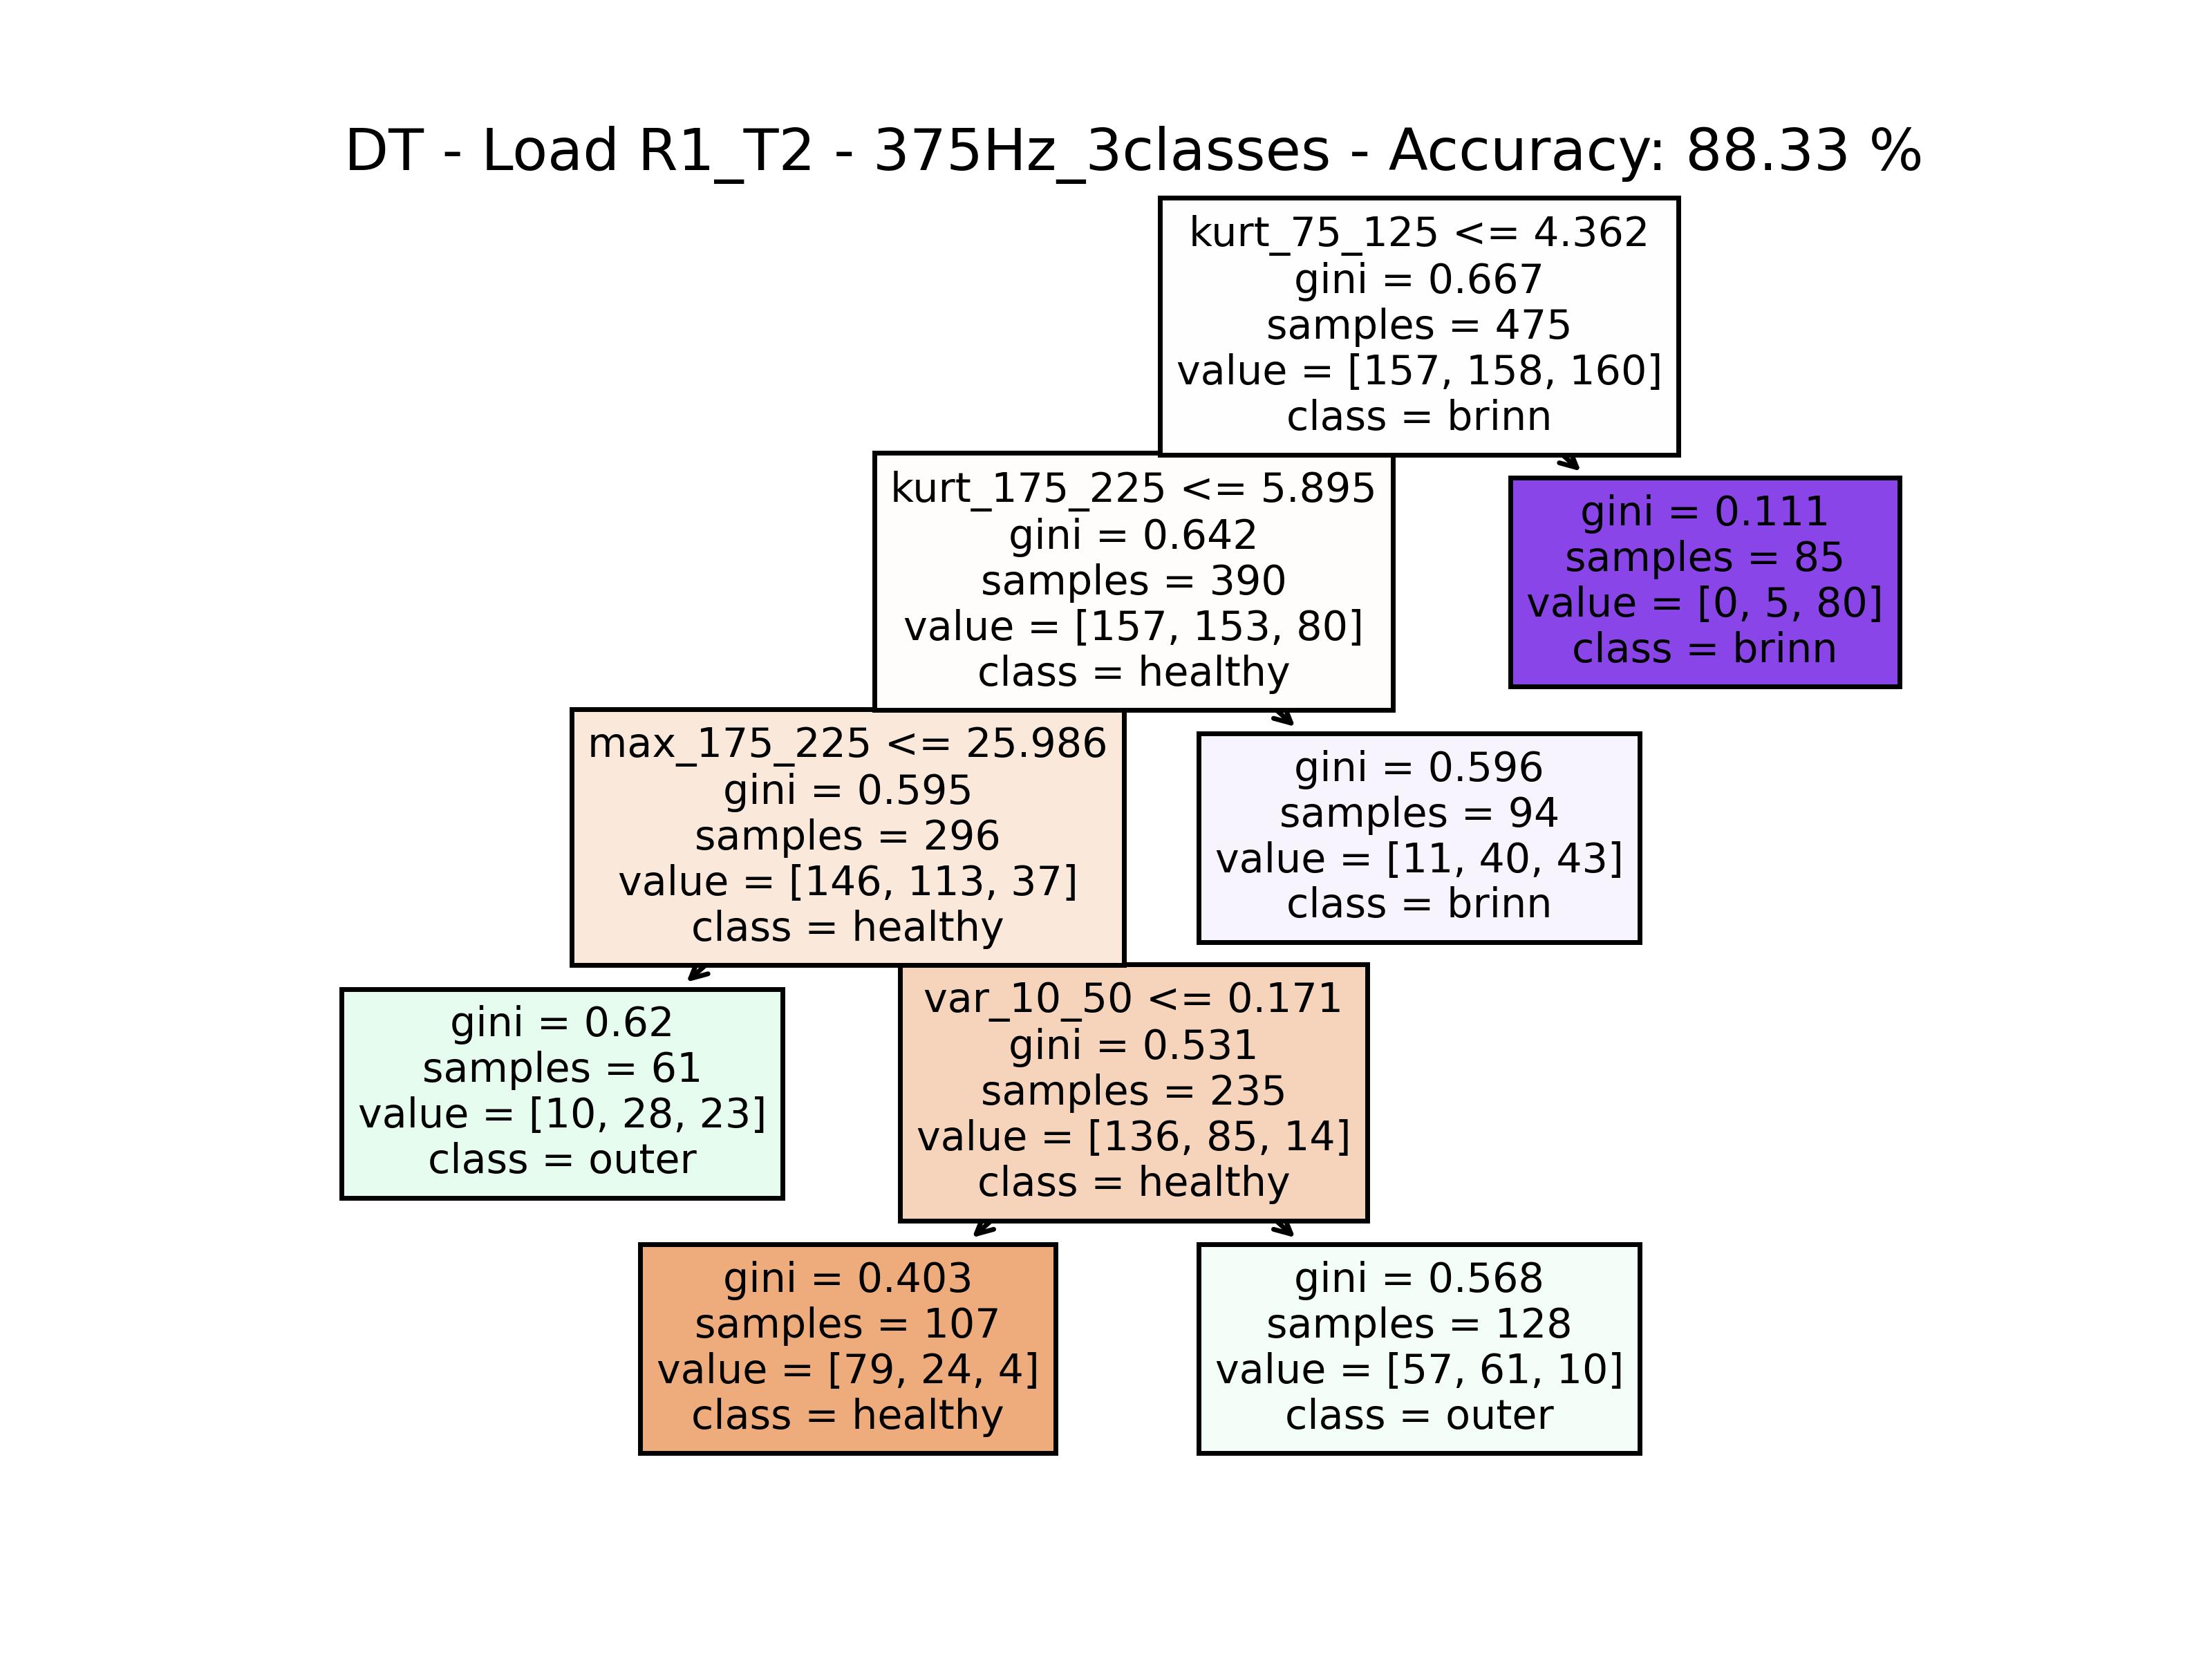 DT - Load R1_T2 - 375Hz_3classes - Accuracy: 88.33 %
kurt_75_125 <= 4.362
gini = 0.667
samples = 475
value = [157, 158, 160]
class = brinn
kurt_175_225 <= 5.895
gini = 0.642
samples = 390
value = [157, 153, 80]
class = healthy
gini = 0.111
samples = 85
value = [0, 5, 80]
class = brinn
max_175_225 <= 25.986
gini = 0.595
samples = 296
value = [146, 113, 37]
class = healthy
gini = 0.596
samples = 94
value = [11, 40, 43]
class = brinn
gini = 0.62
samples = 61
value = [10, 28, 23]
class = outer
var_10_50 <= 0.171
gini = 0.531
samples = 235
value = [136, 85, 14]
class = healthy
gini = 0.403
samples = 107
value = [79, 24, 4]
class = healthy
gini = 0.568
samples = 128
value = [57, 61, 10]
class = outer